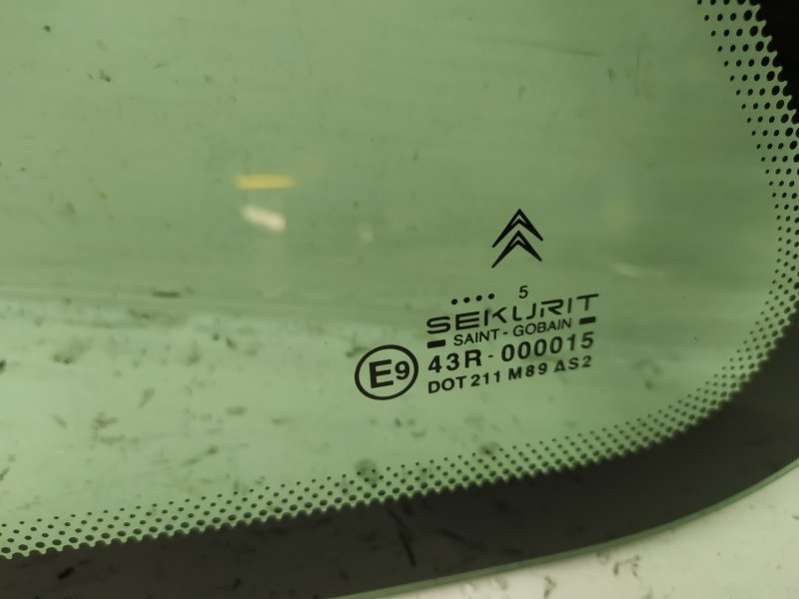 5
....
SEKURIT
SAINT-GOBAIN
E9
43R-000015
DOT 211 M89 AS2